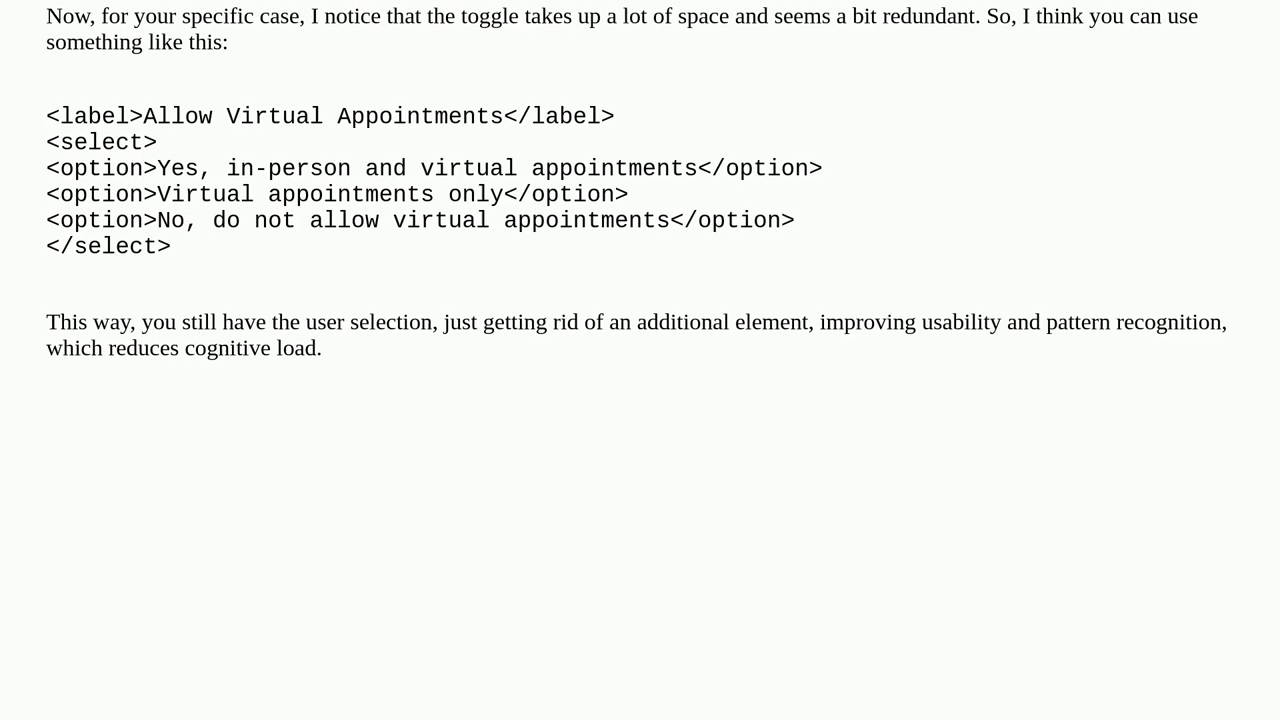 Now, for your specific case, I notice that the toggle takes up a lot of space and seems a bit redundant. So, I think you can use
something like this:
<label>Allow Virtual Appointments</label>
<select>
<option>Yes, in-person and virtual appointments</option>
<option>Virtual appointments only</option>
<option>No, do not allow virtual appointments</option>
</select>
This way, you still have the user selection, just getting rid of an additional element, improving usability and pattern recognition,
which reduces cognitive load.